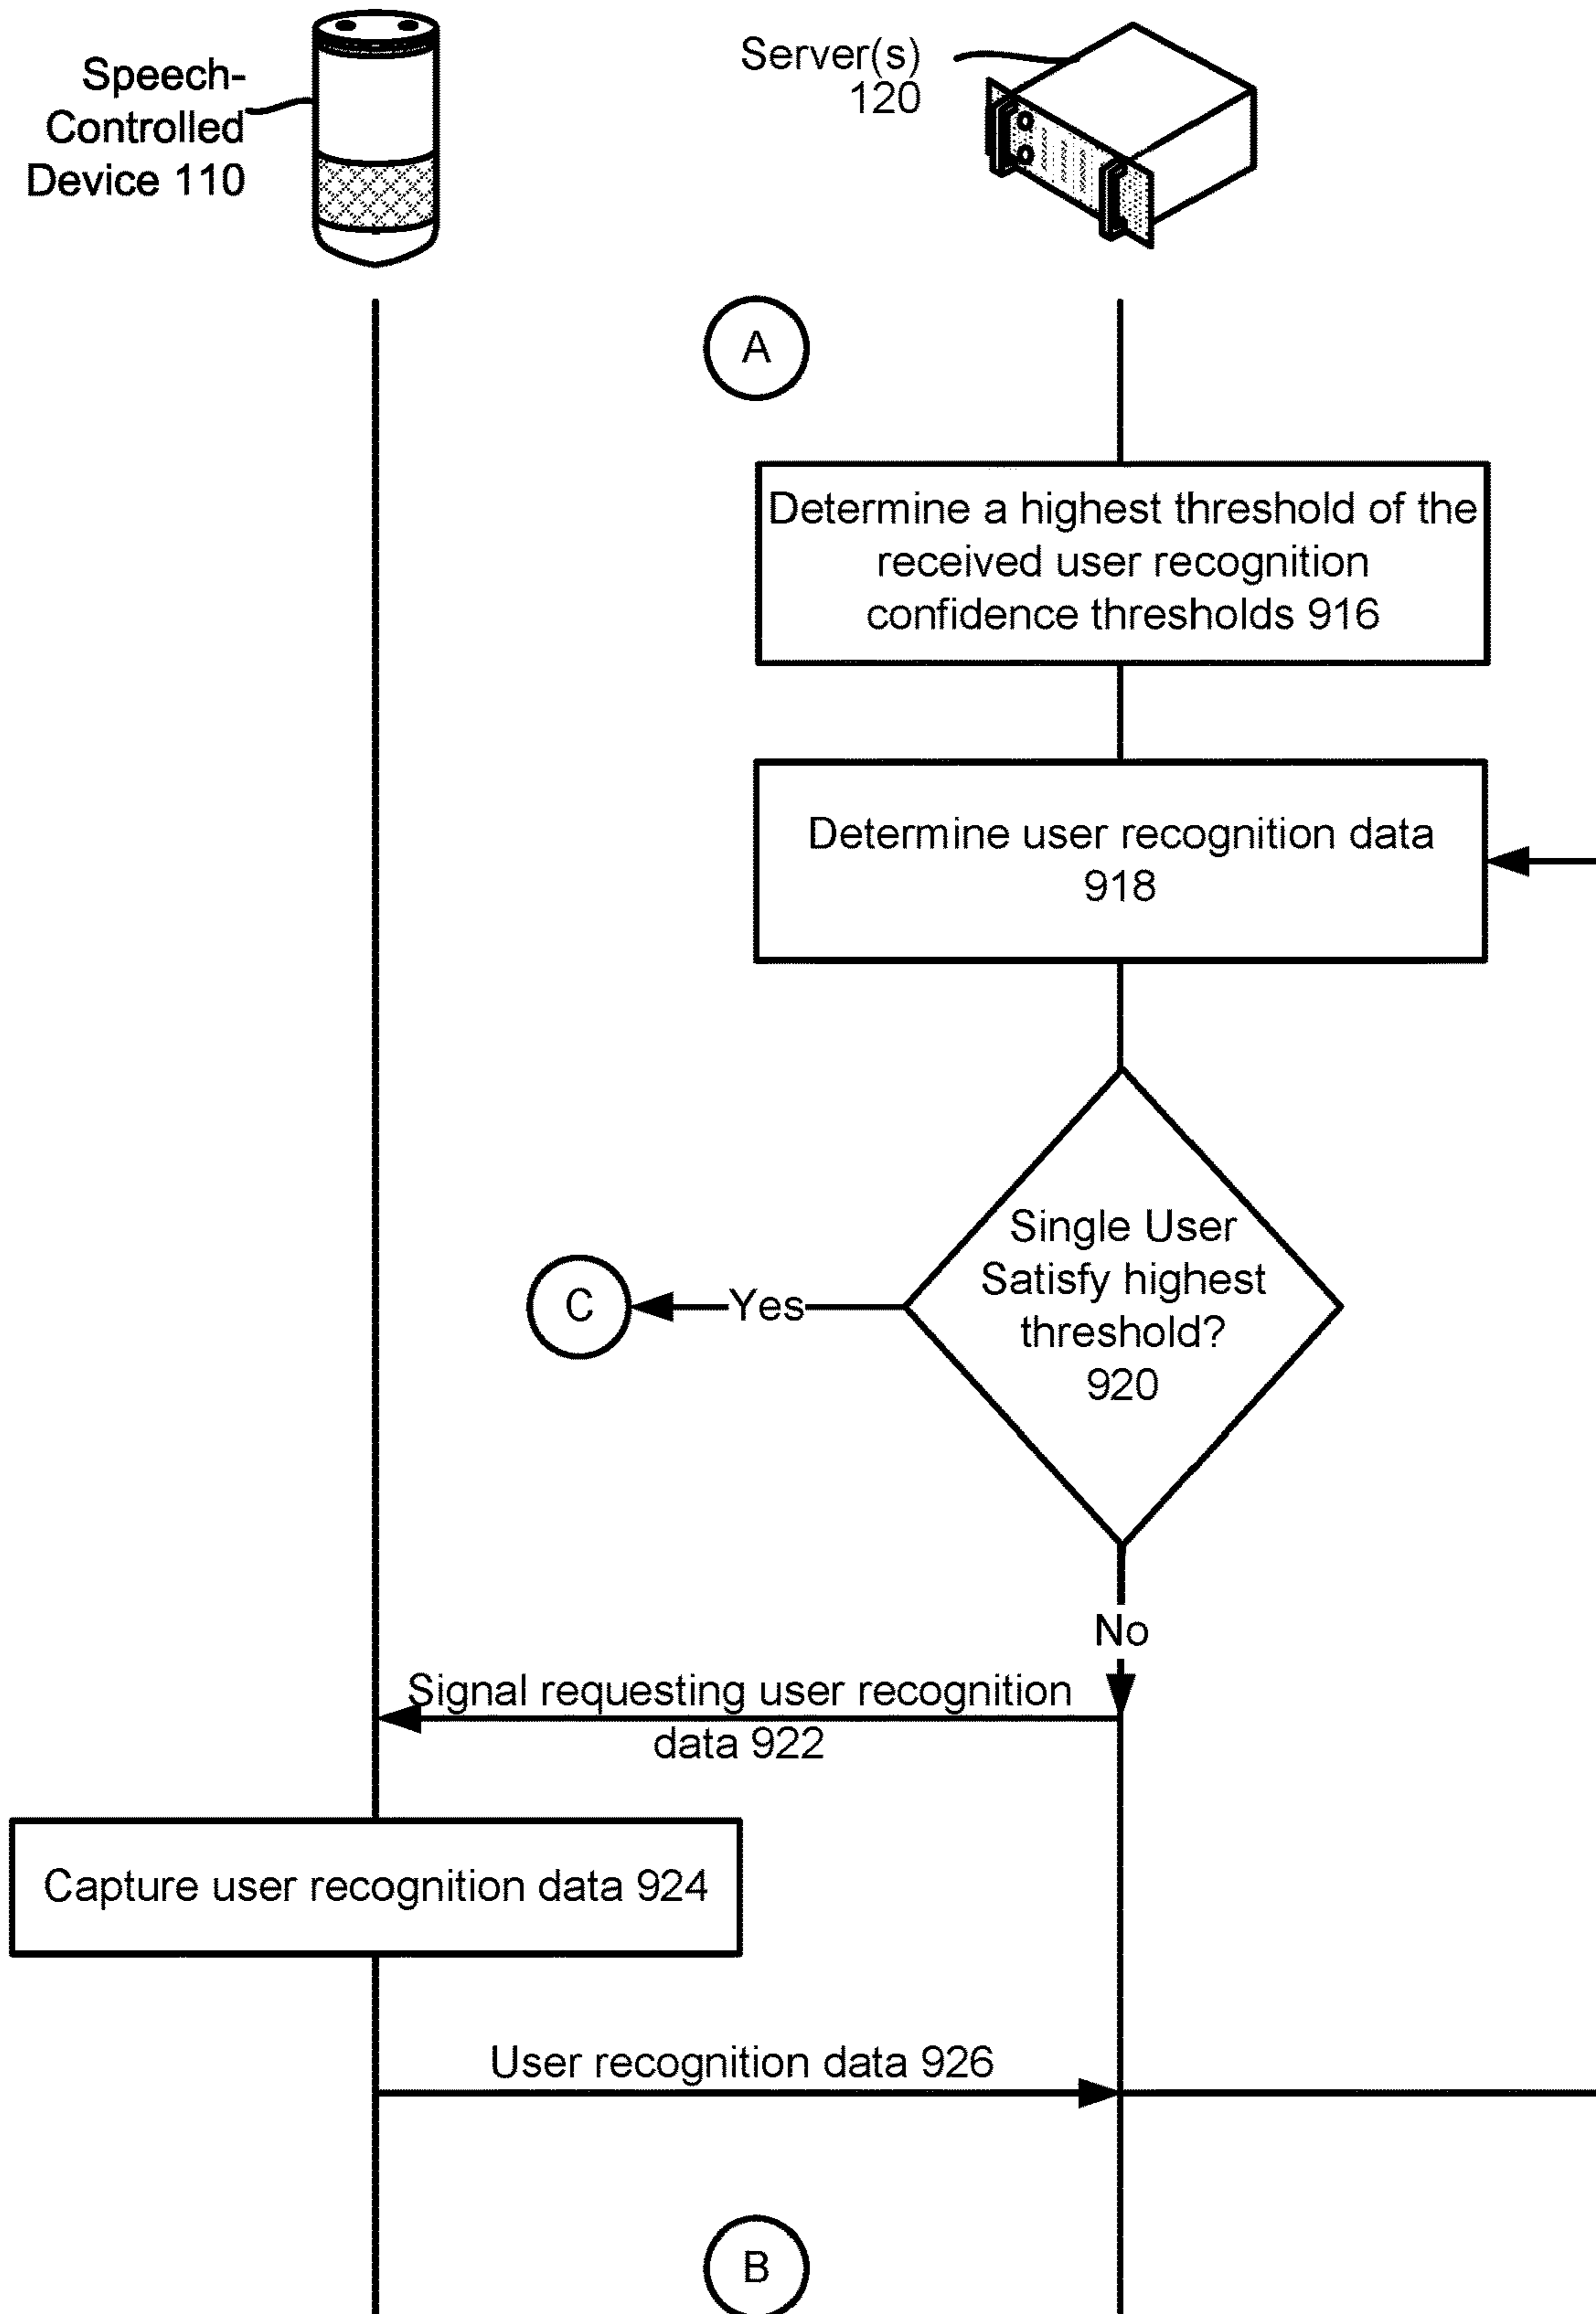 Speech-
Controlled
Device 110
Server(s)
120
A
Determine a highest threshold of the
received user recognition
confidence thresholds 916
Determine user recognition data
918
Single User
Satisfy highest
threshold?
920
Yes
C
No
Signal requesting user recognition
data 922
Capture user recognition data 924
User recognition data 926
B